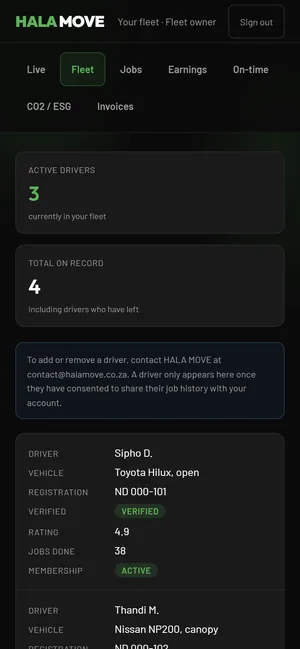 HALA MOVE Your fleet · Fleet owner Sign out
Live Fleet Jobs Earnings On-time
CO2 / ESG Invoices
ACTIVE DRIVERS
3
currently in your fleet
TOTAL ON RECORD
4
including drivers who have left
To add or remove a driver, contact HALA MOVE at
contact@halamove.co.za. A driver only appears here once
they have consented to share their job history with your
account.
DRIVER Sipho D.
VEHICLE Toyota Hilux, open
REGISTRATION ND 000-101
VERIFIED VERIFIED
RATING 4.9
JOBS DONE 38
MEMBERSHIP ACTIVE
DRIVER Thandi M.
VEHICLE Nissan NP200, canopy
REGISTRATION ND 000-102